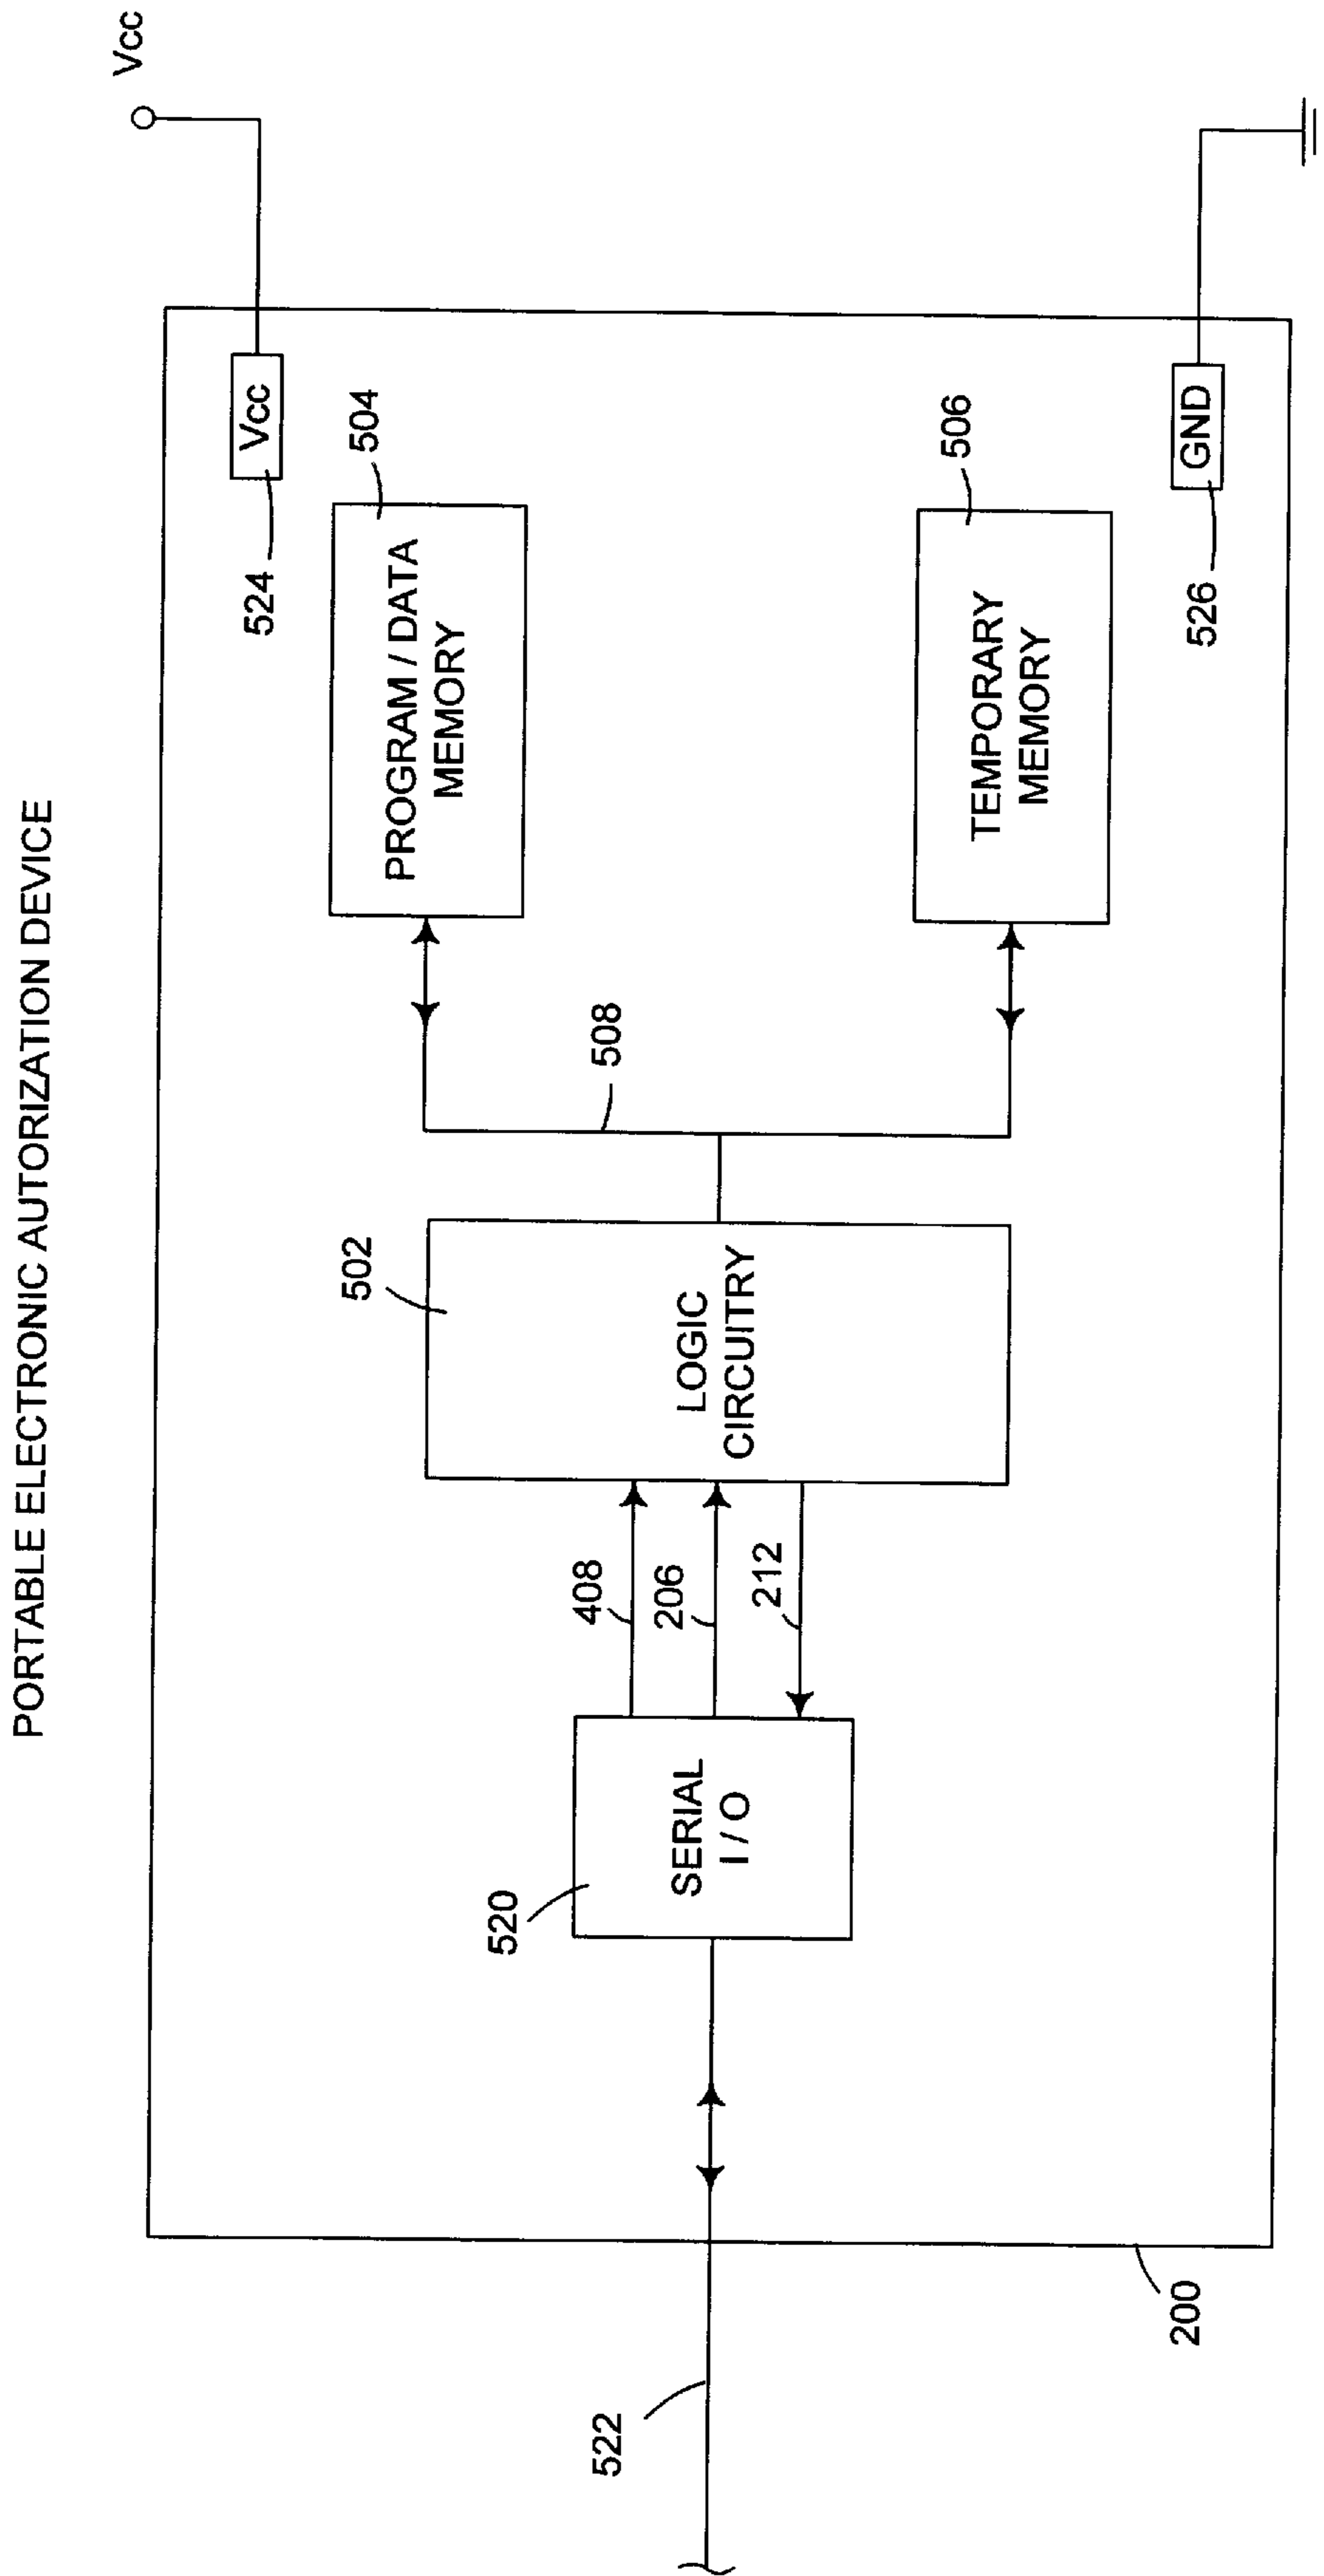 PORTABLE ELECTRONIC AUTORIZATION DEVICE
Vcc
Vcc
524
504
PROGRAM / DATA
MEMORY
508
502
LOGIC
CIRCUITRY
408
206
212
520
SERIAL
I / O
522
506
TEMPORARY
MEMORY
GND
526
200